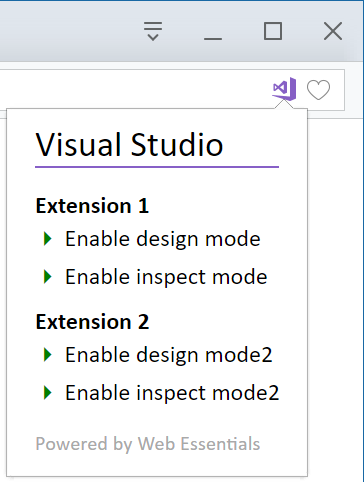 Visual Studio
Extension 1
Enable design mode
Enable inspect mode
Extension 2
Enable design mode2
Enable inspect mode2
Powered by Web Essentials